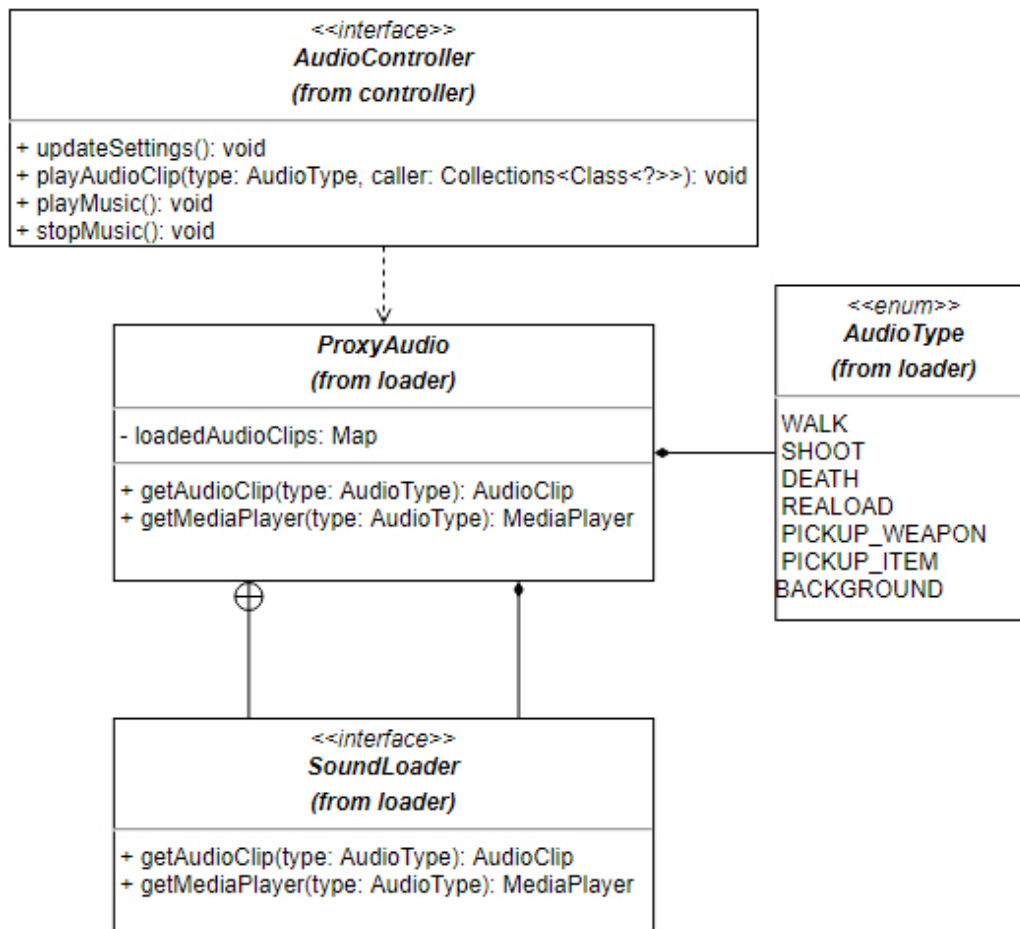 <<interface>>
AudioController
(from controller)
+ updateSettings(): void
+ playAudioClip(type: AudioType, caller: Collections<Class<?>>): void
+ playMusic(): void
+ stopMusic(): void
ProxyAudio
(from loader)
- loadedAudioClips: Map
+ getAudioClip(type: AudioType): AudioClip
+ getMediaPlayer(type: AudioType): MediaPlayer
<<enum>>
AudioType
(from loader)
WALK
SHOOT
DEATH
REALOAD
PICKUP_WEAPON
PICKUP_ITEM
BACKGROUND
<<interface>>
SoundLoader
(from loader)
+ getAudioClip(type: AudioType): AudioClip
+ getMediaPlayer(type: AudioType): MediaPlayer